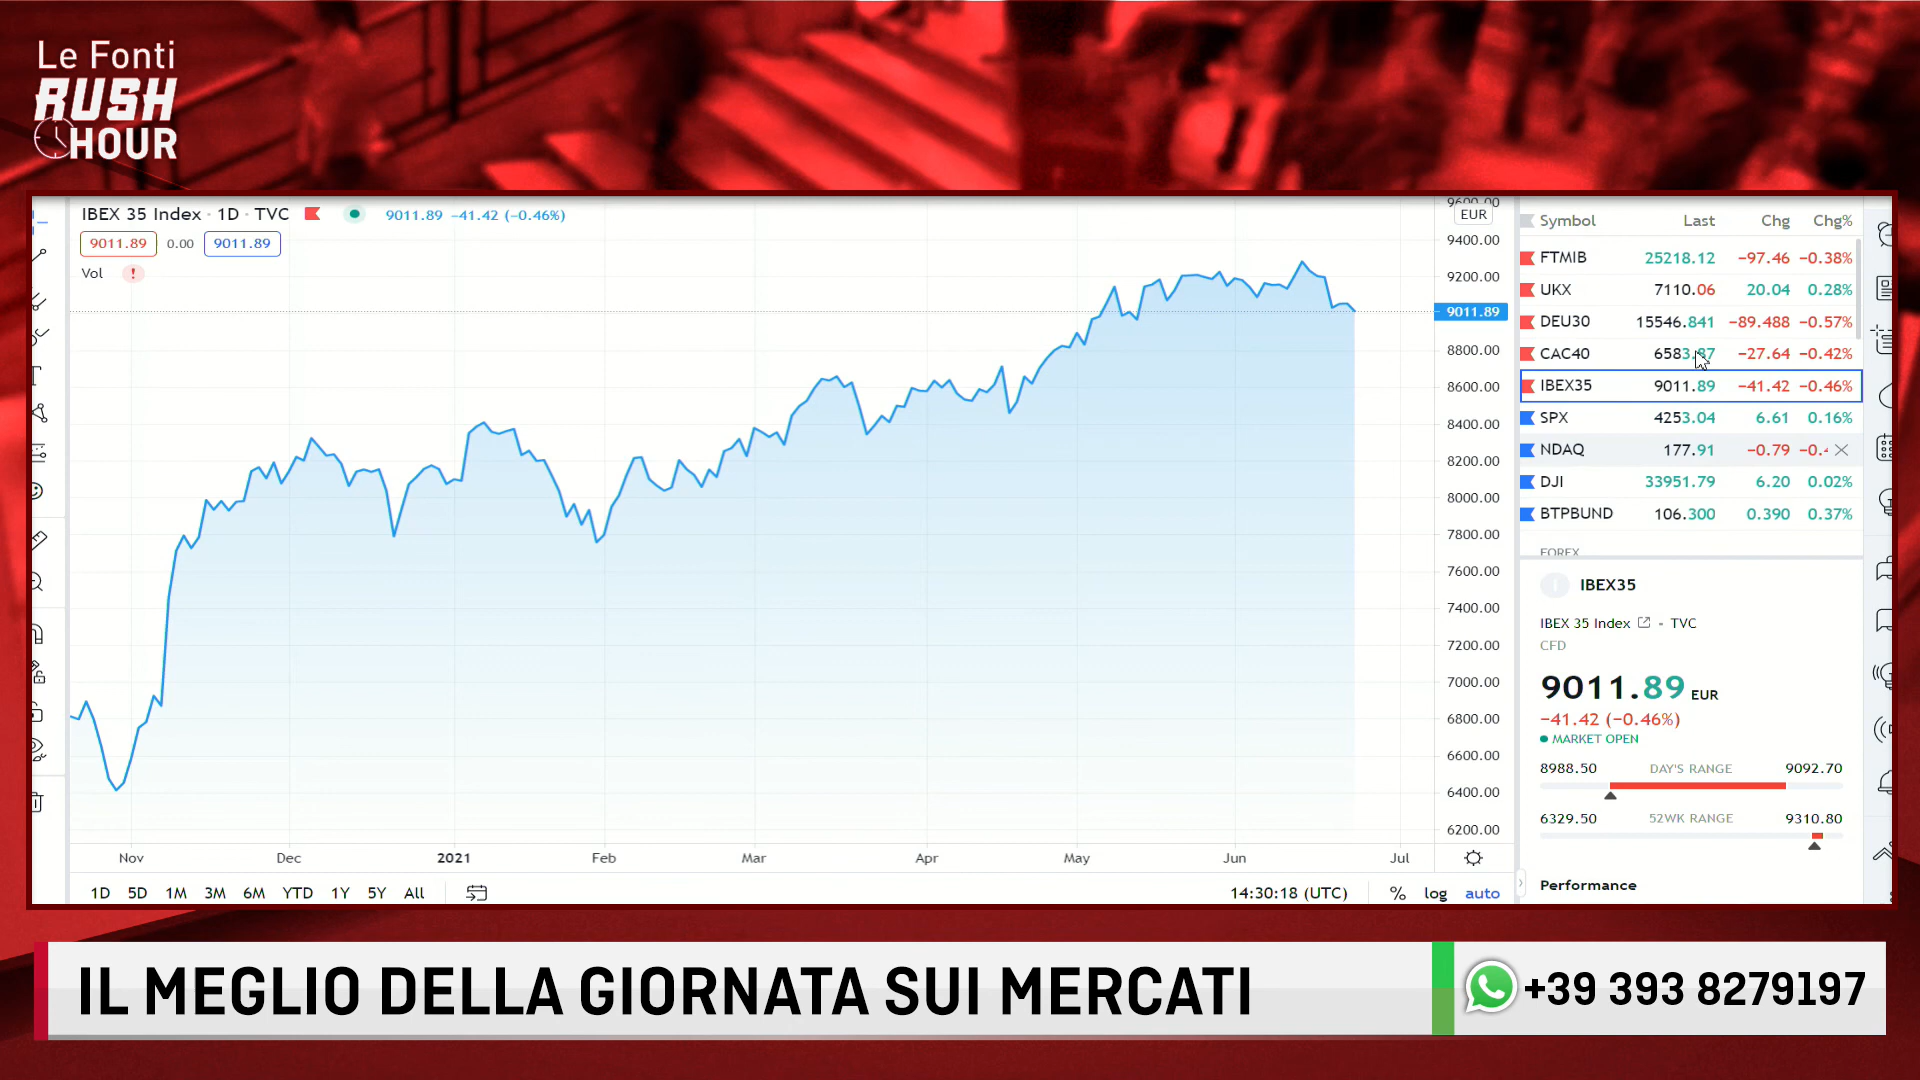 Le Fonti
RUSH
HOUR
IBEX 35 Index · 1D · TVC 9011.89 −41.42 (−0.46%)
9011.89 0.00 9011.89
Vol !
EUR
9600.00
9400.00
9200.00
9011.89
8800.00
8600.00
8400.00
8200.00
8000.00
7800.00
7600.00
7400.00
7200.00
7000.00
6800.00
6600.00
6400.00
6200.00
Nov Dec 2021 Feb Mar Apr May Jun Jul
1D 5D 1M 3M 6M YTD 1Y 5Y All 14:30:18 (UTC) % log auto
Symbol Last Chg Chg%
FTMIB 25218.12 −97.46 −0.38%
UKX 7110.06 20.04 0.28%
DEU30 15546.841 −89.488 −0.57%
CAC40 6583.87 −27.64 −0.42%
IBEX35 9011.89 −41.42 −0.46%
SPX 4253.04 6.61 0.16%
NDAQ 177.91 −0.79
DJI 33951.79 6.20 0.02%
BTPBUND 106.300 0.390 0.37%
FOREX
IBEX35
IBEX 35 Index - TVC
CFD
9011.89 EUR
−41.42 (−0.46%)
MARKET OPEN
8988.50 DAY'S RANGE 9092.70
6329.50 52WK RANGE 9310.80
Performance
IL MEGLIO DELLA GIORNATA SUI MERCATI
+39 393 8279197